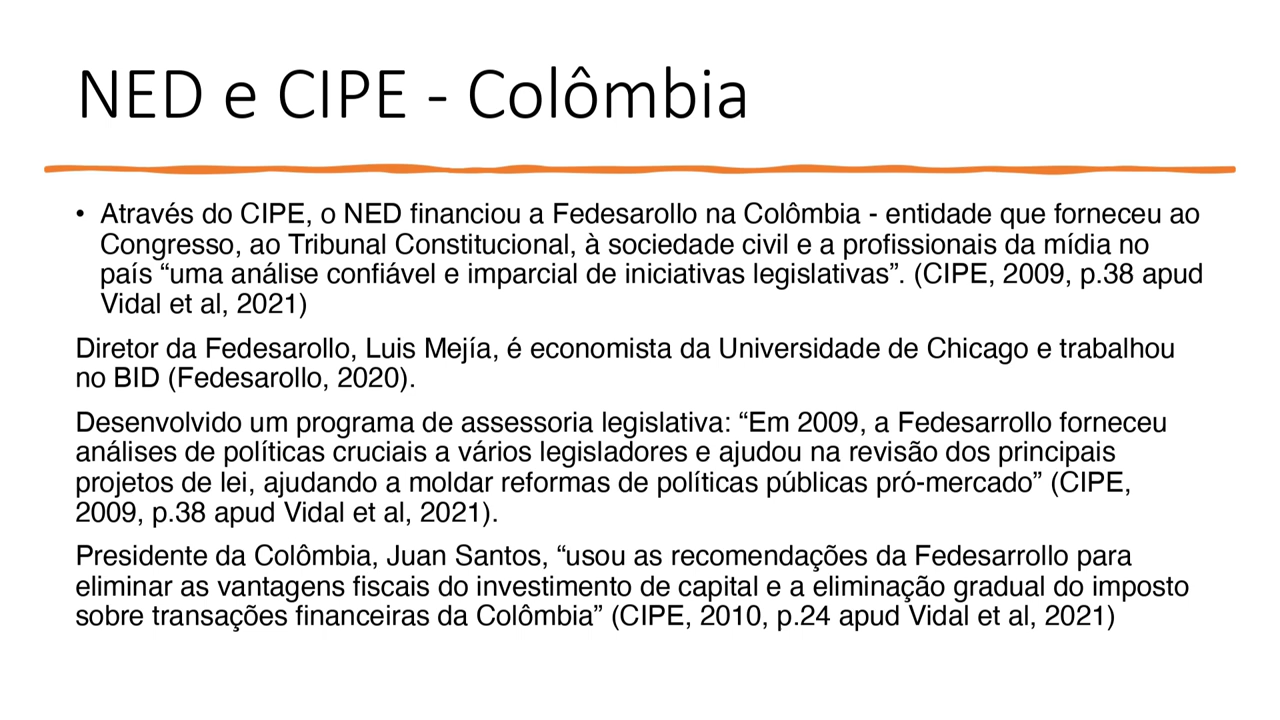 NED e CIPE - Colômbia
• Através do CIPE, o NED financiou a Fedesarollo na Colômbia - entidade que forneceu ao
Congresso, ao Tribunal Constitucional, à sociedade civil e a profissionais da mídia no
país “uma análise confiável e imparcial de iniciativas legislativas”. (CIPE, 2009, p.38 apud
Vidal et al, 2021)
Diretor da Fedesarollo, Luis Mejía, é economista da Universidade de Chicago e trabalhou
no BID (Fedesarollo, 2020).
Desenvolvido um programa de assessoria legislativa: “Em 2009, a Fedesarrollo forneceu
análises de políticas cruciais a vários legisladores e ajudou na revisão dos principais
projetos de lei, ajudando a moldar reformas de políticas públicas pró-mercado” (CIPE,
2009, p.38 apud Vidal et al, 2021).
Presidente da Colômbia, Juan Santos, “usou as recomendações da Fedesarrollo para
eliminar as vantagens fiscais do investimento de capital e a eliminação gradual do imposto
sobre transações financeiras da Colômbia” (CIPE, 2010, p.24 apud Vidal et al, 2021)